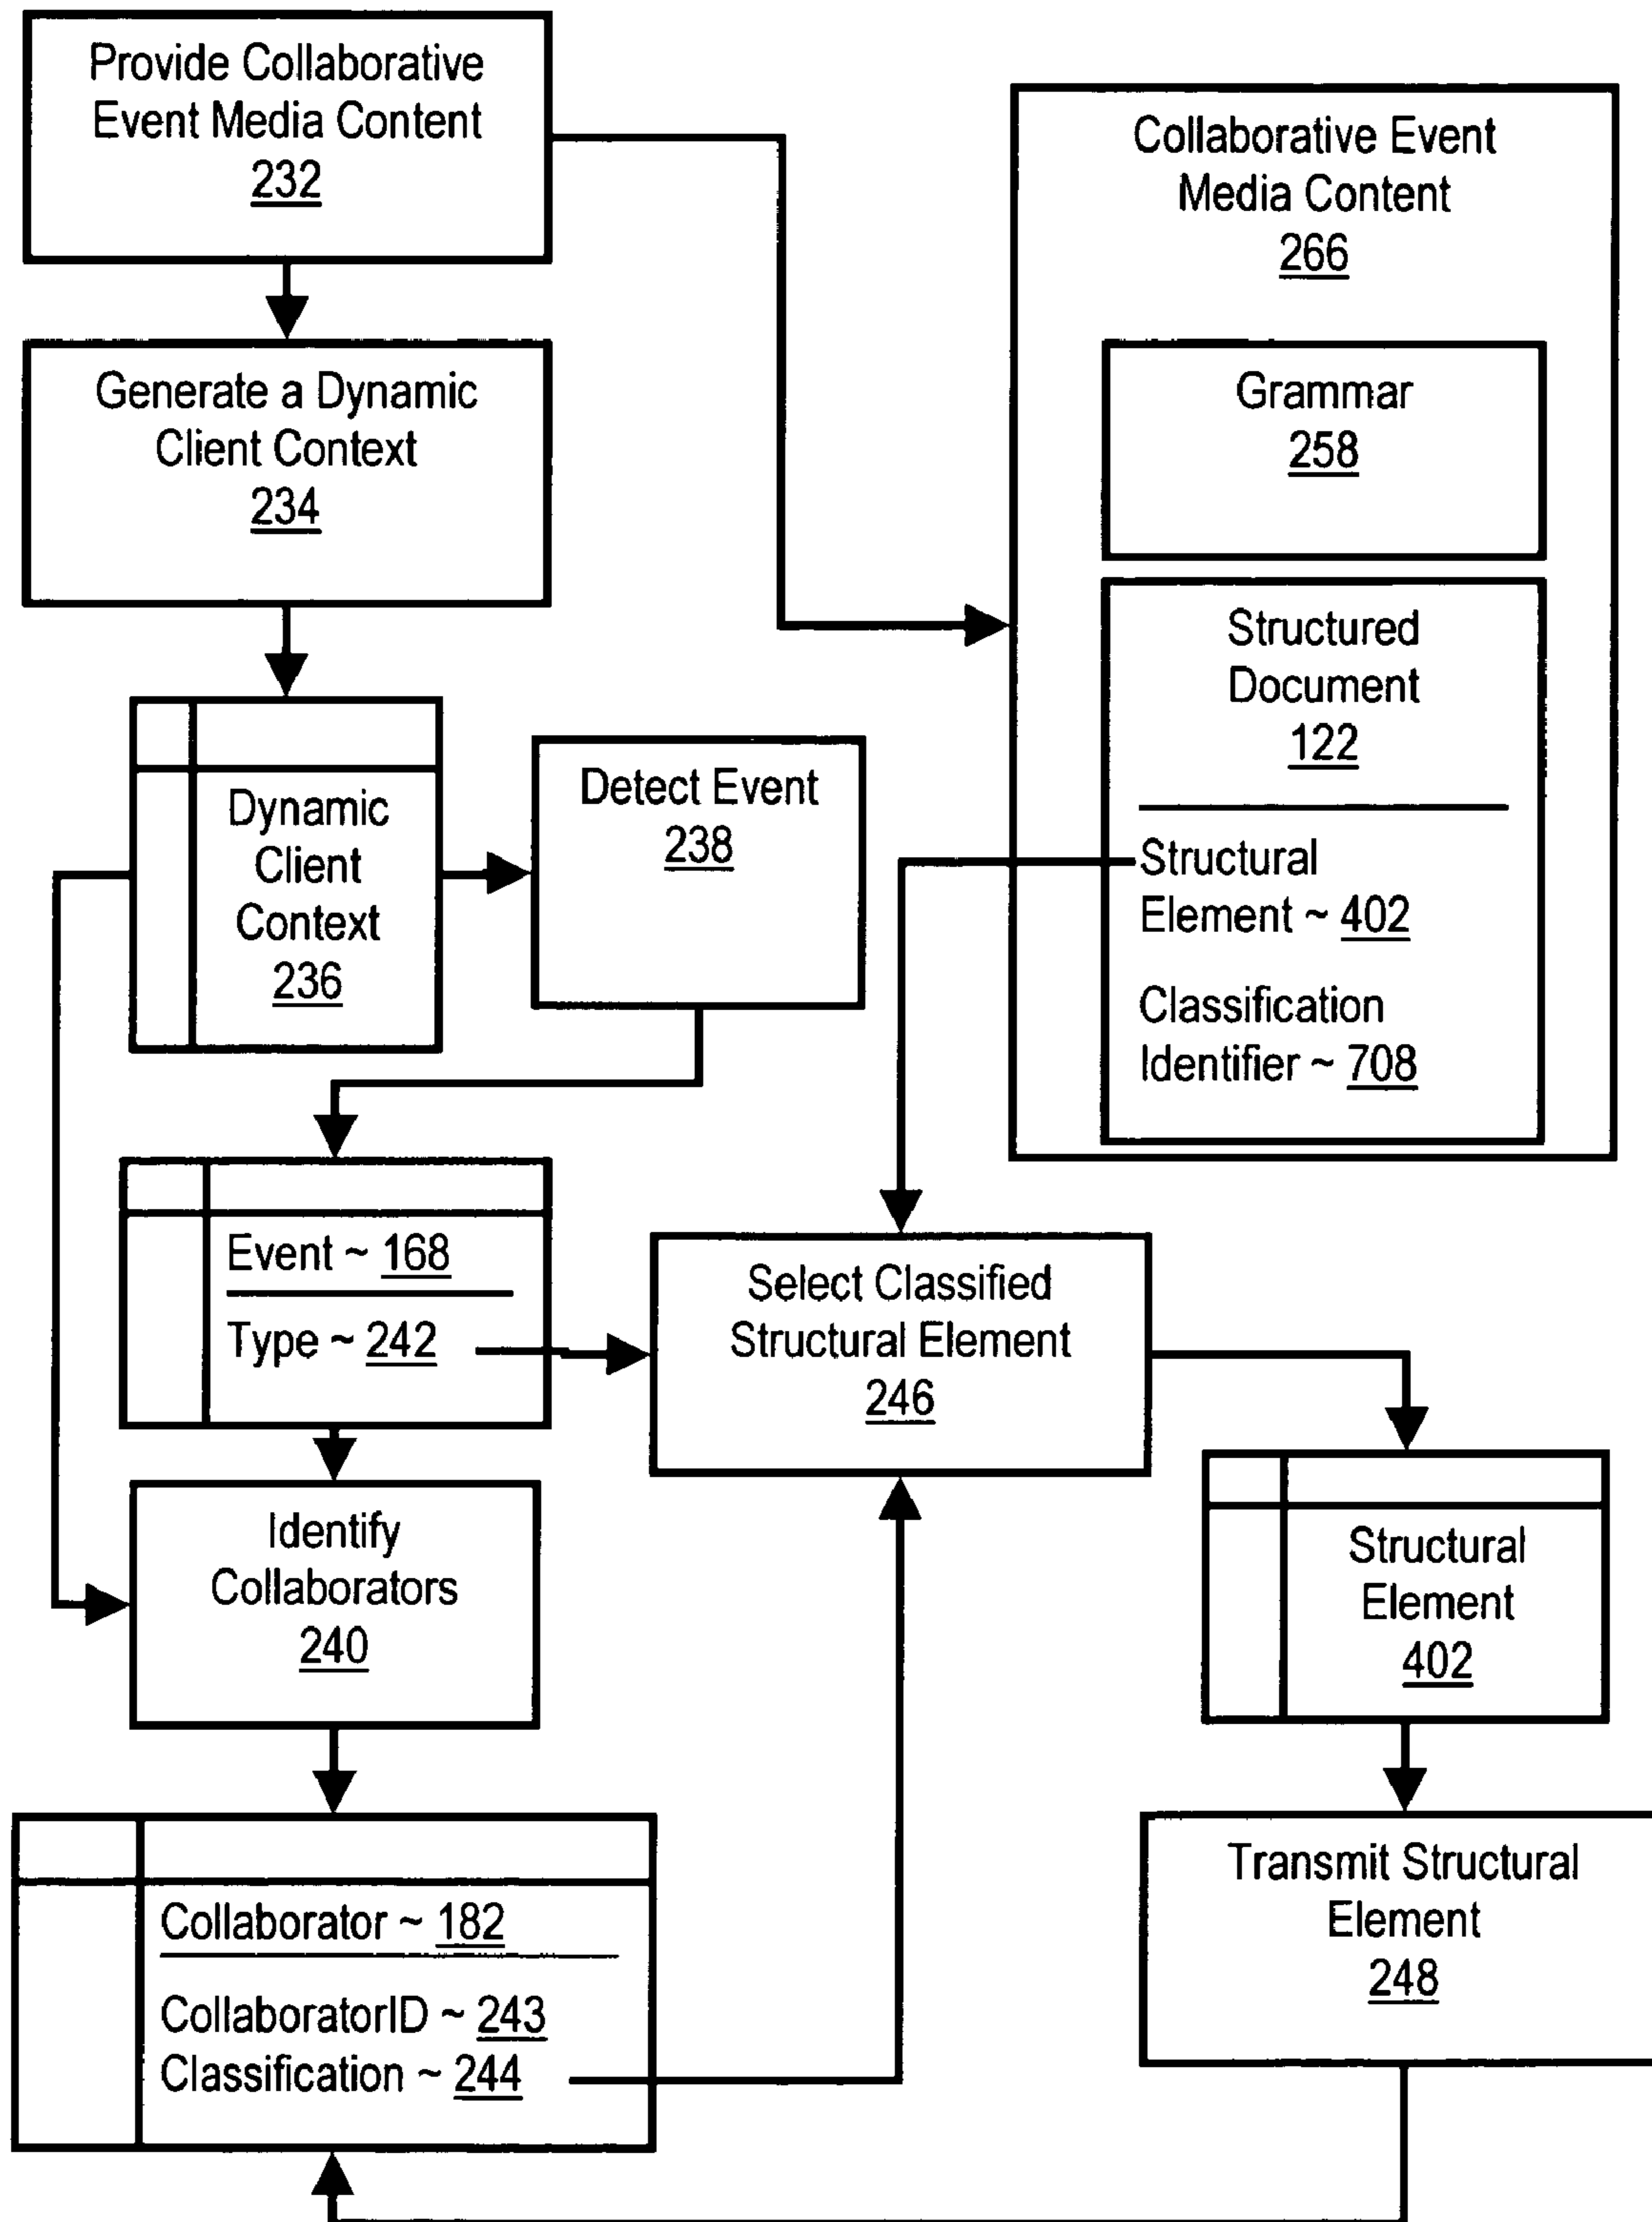 Provide Collaborative
Event Media Content
232
Generate a Dynamic
Client Context
234
Dynamic
Client
Context
236
Detect Event
238
Collaborative Event
Media Content
266
Grammar
258
Structured
Document
122
Structural
Element ~ 402
Classification
Identifier ~ 708
Event ~ 168
Type ~ 242
Select Classified
Structural Element
246
Identify
Collaborators
240
Structural
Element
402
Collaborator ~ 182
CollaboratorID ~ 243
Classification ~ 244
Transmit Structural
Element
248